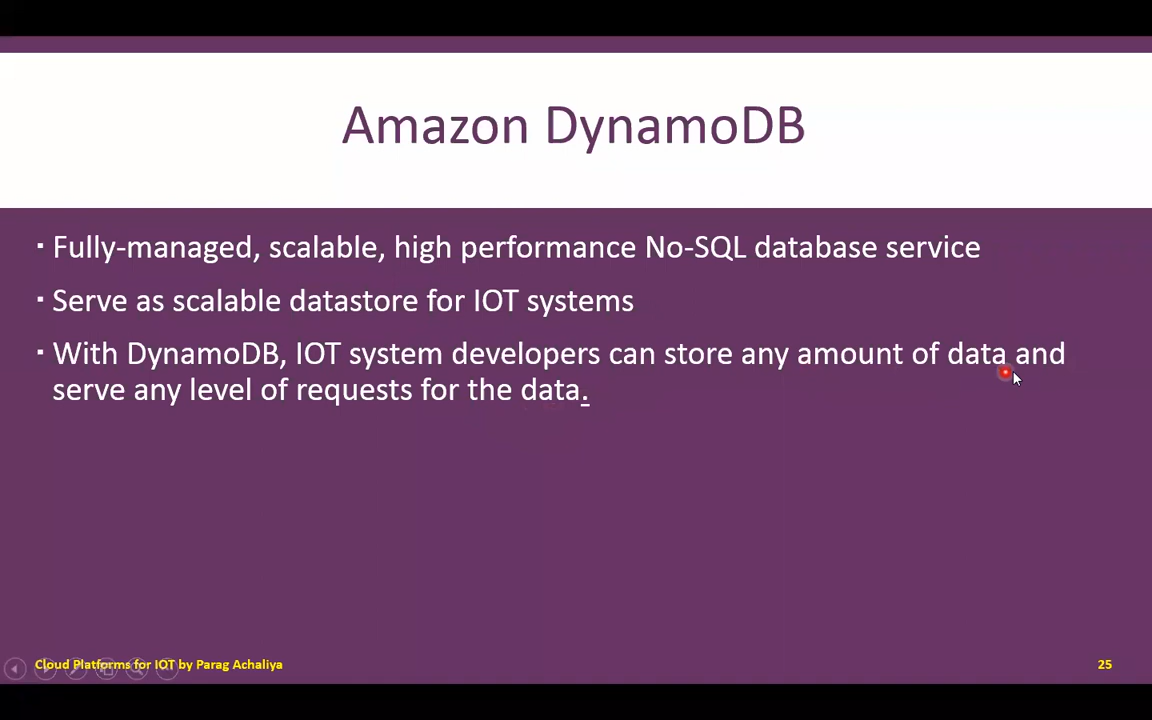 Amazon DynamoDB
▪ Fully-managed, scalable, high performance No-SQL database service
▪ Serve as scalable datastore for IOT systems
▪ With DynamoDB, IOT system developers can store any amount of data and
serve any level of requests for the data.
Cloud Platforms for IOT by Parag Achaliya
25